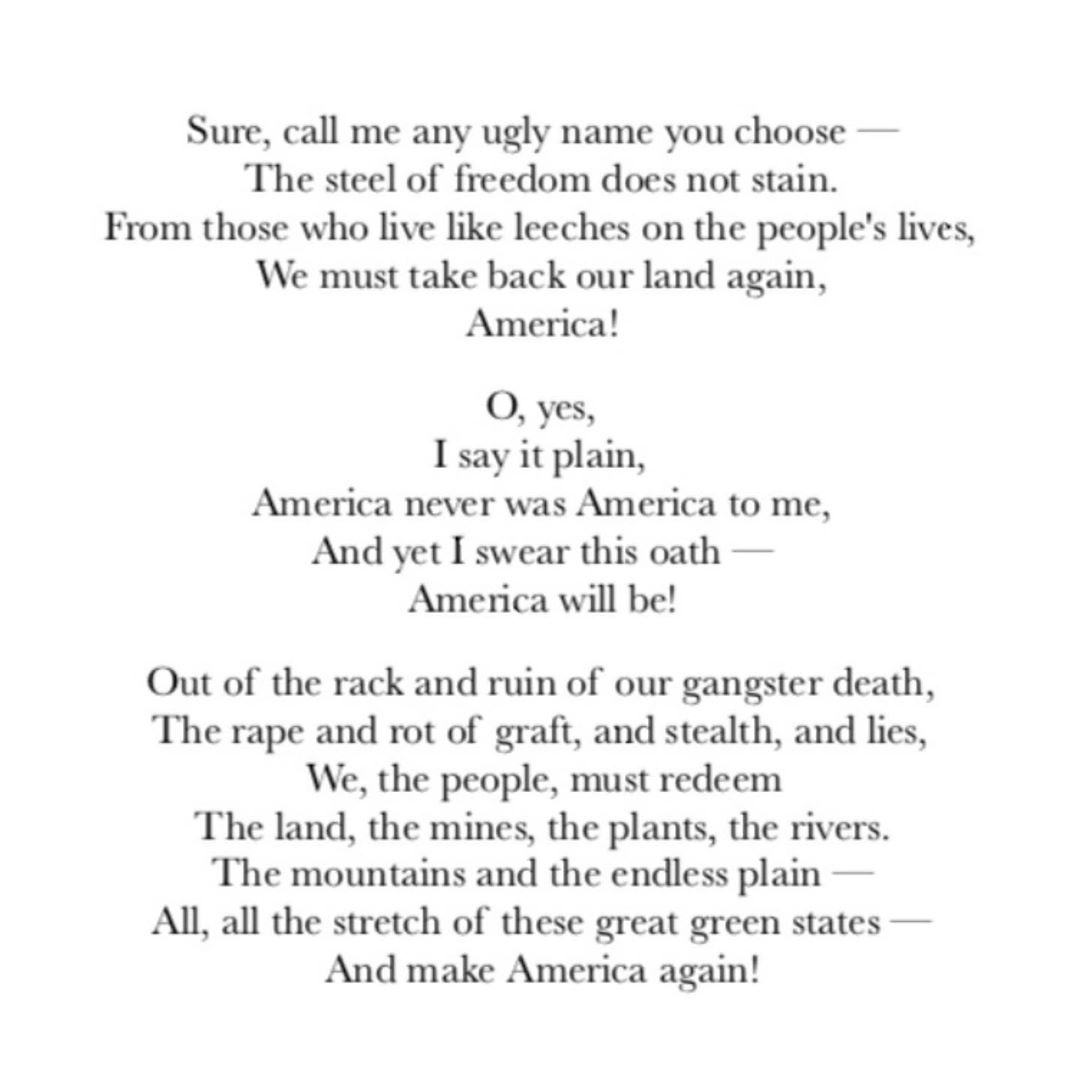 Sure, call me any ugly name you choose —
The steel of freedom does not stain.
From those who live like leeches on the people's lives,
We must take back our land again,
America!
O, yes,
I say it plain,
America never was America to me,
And yet I swear this oath —
America will be!
Out of the rack and ruin of our gangster death,
The rape and rot of graft, and stealth, and lies,
We, the people, must redeem
The land, the mines, the plants, the rivers.
The mountains and the endless plain —
All, all the stretch of these great green states —
And make America again!